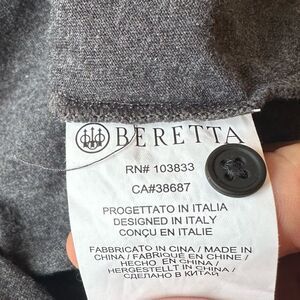 BERETTA
RN# 103833
CA#38687
PROGETTATO IN ITALIA
DESIGNED IN ITALY
CONÇU EN ITALIE
FABBRICATO IN CINA / MADE IN
CHINA / FABRIQUÉ EN CHINE /
HECHO EN CHINA /
HERGESTELLT IN CHINA /
СДЕЛАНО В КИТАЙ